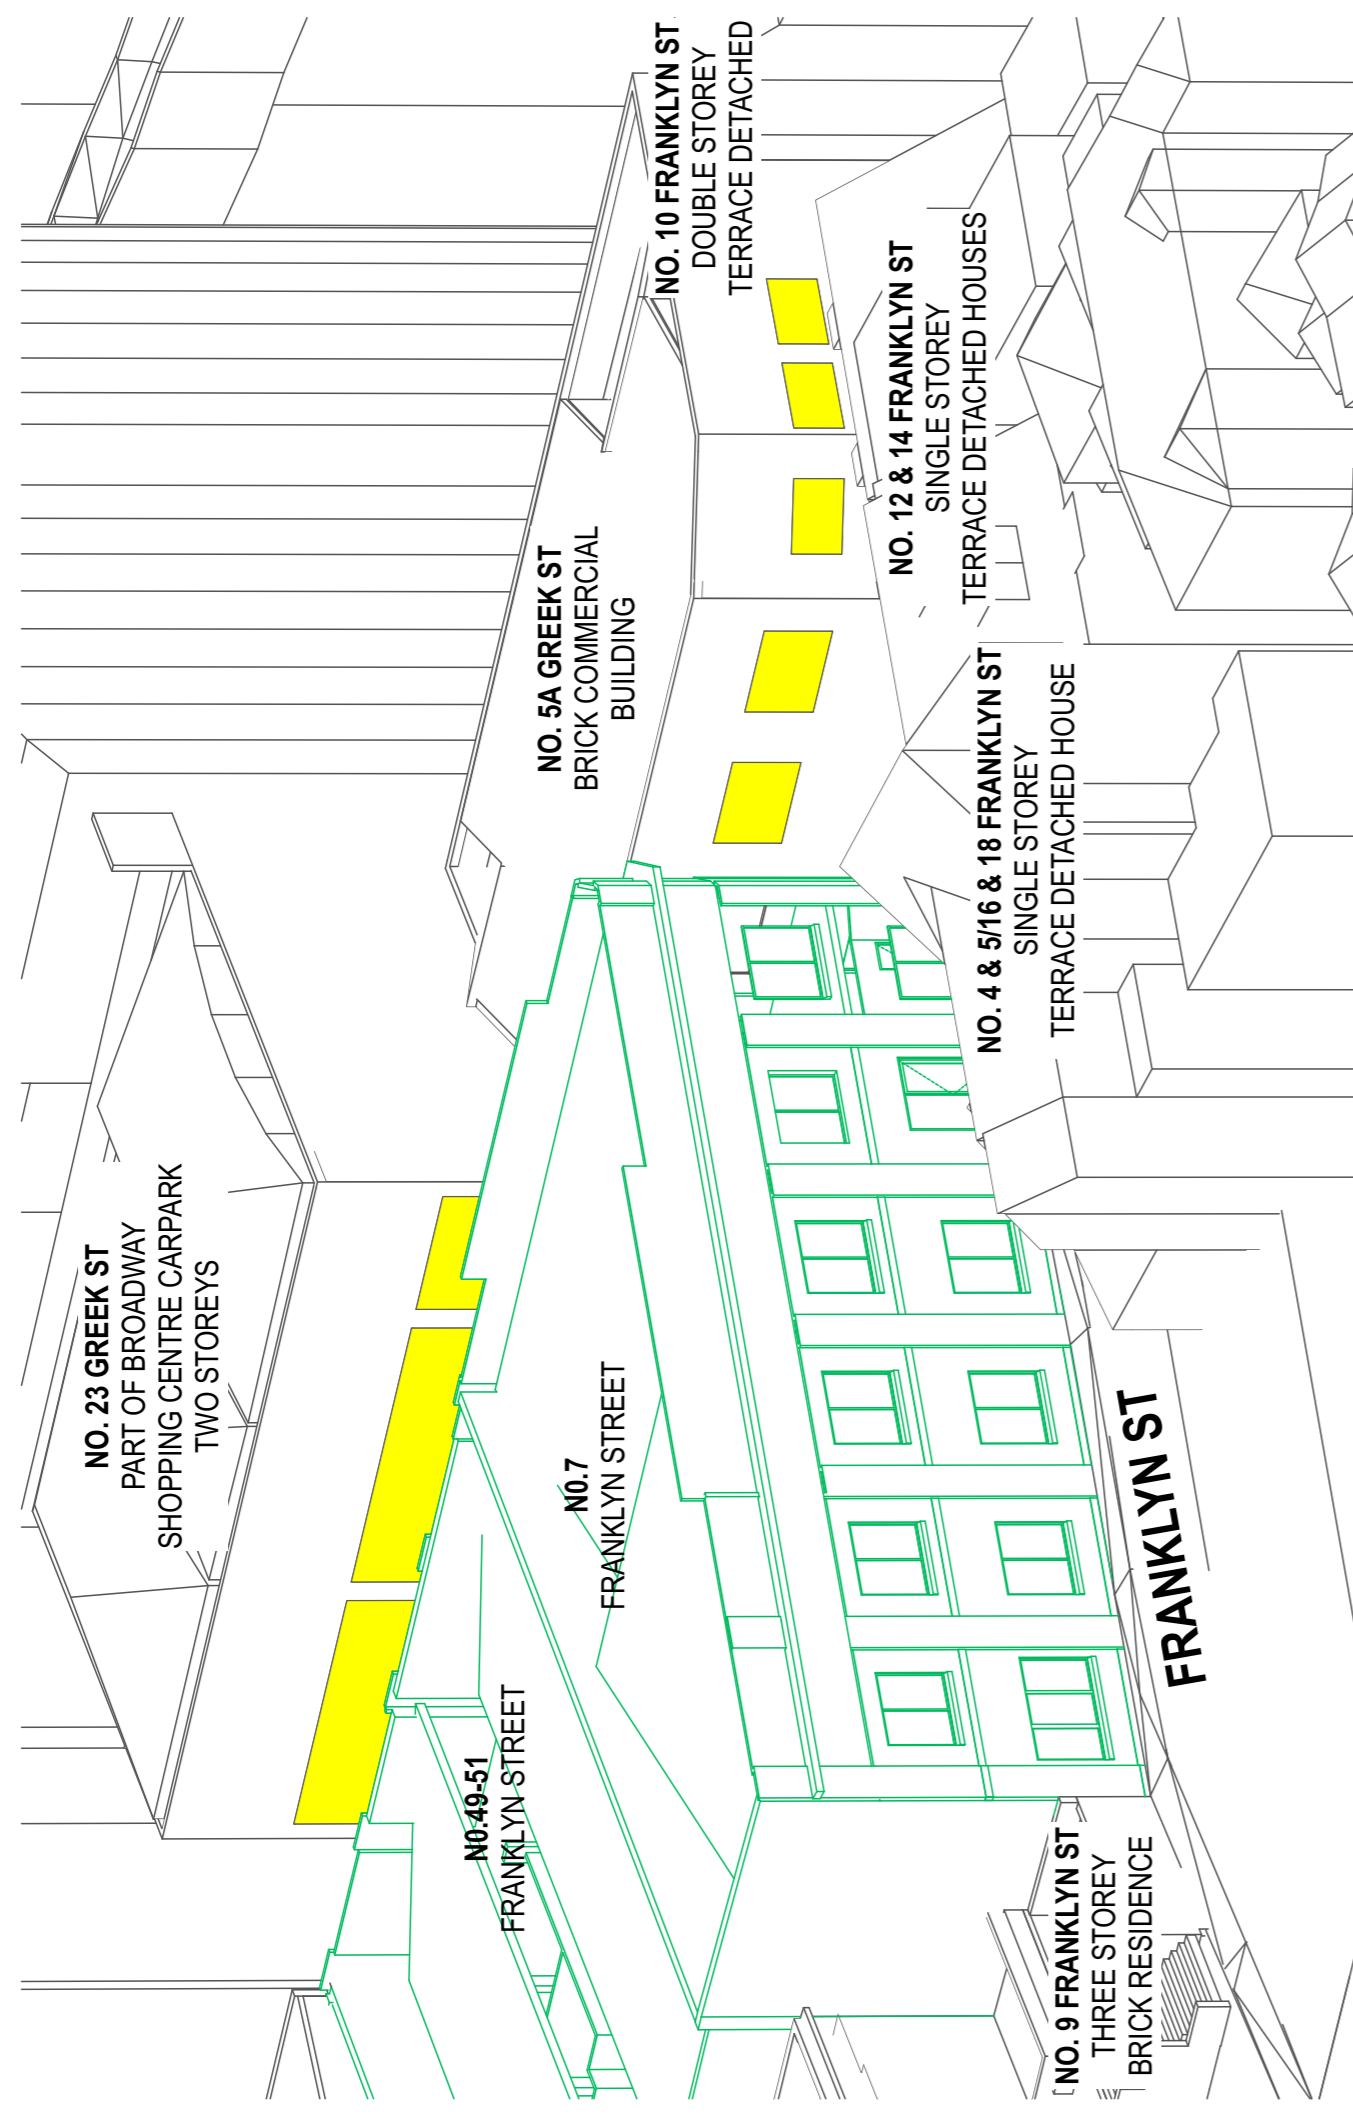 NO. 23 GREEK ST
PART OF BROADWAY
SHOPPING CENTRE CARPARK
TWO STOREYS
N0.49-51
FRANKLYN STREET
N0.7
FRANKLYN STREET
NO. 5A GREEK ST
BRICK COMMERCIAL
BUILDING
NO. 10 FRANKLYN ST
DOUBLE STOREY
TERRACE DETACHED
NO. 12 & 14 FRANKLYN ST
SINGLE STOREY
TERRACE DETACHED HOUSES
NO. 4 & 5/16 & 18 FRANKLYN ST
SINGLE STOREY
TERRACE DETACHED HOUSE
NO. 9 FRANKLYN ST
THREE STOREY
BRICK RESIDENCE
FRANKLYN ST